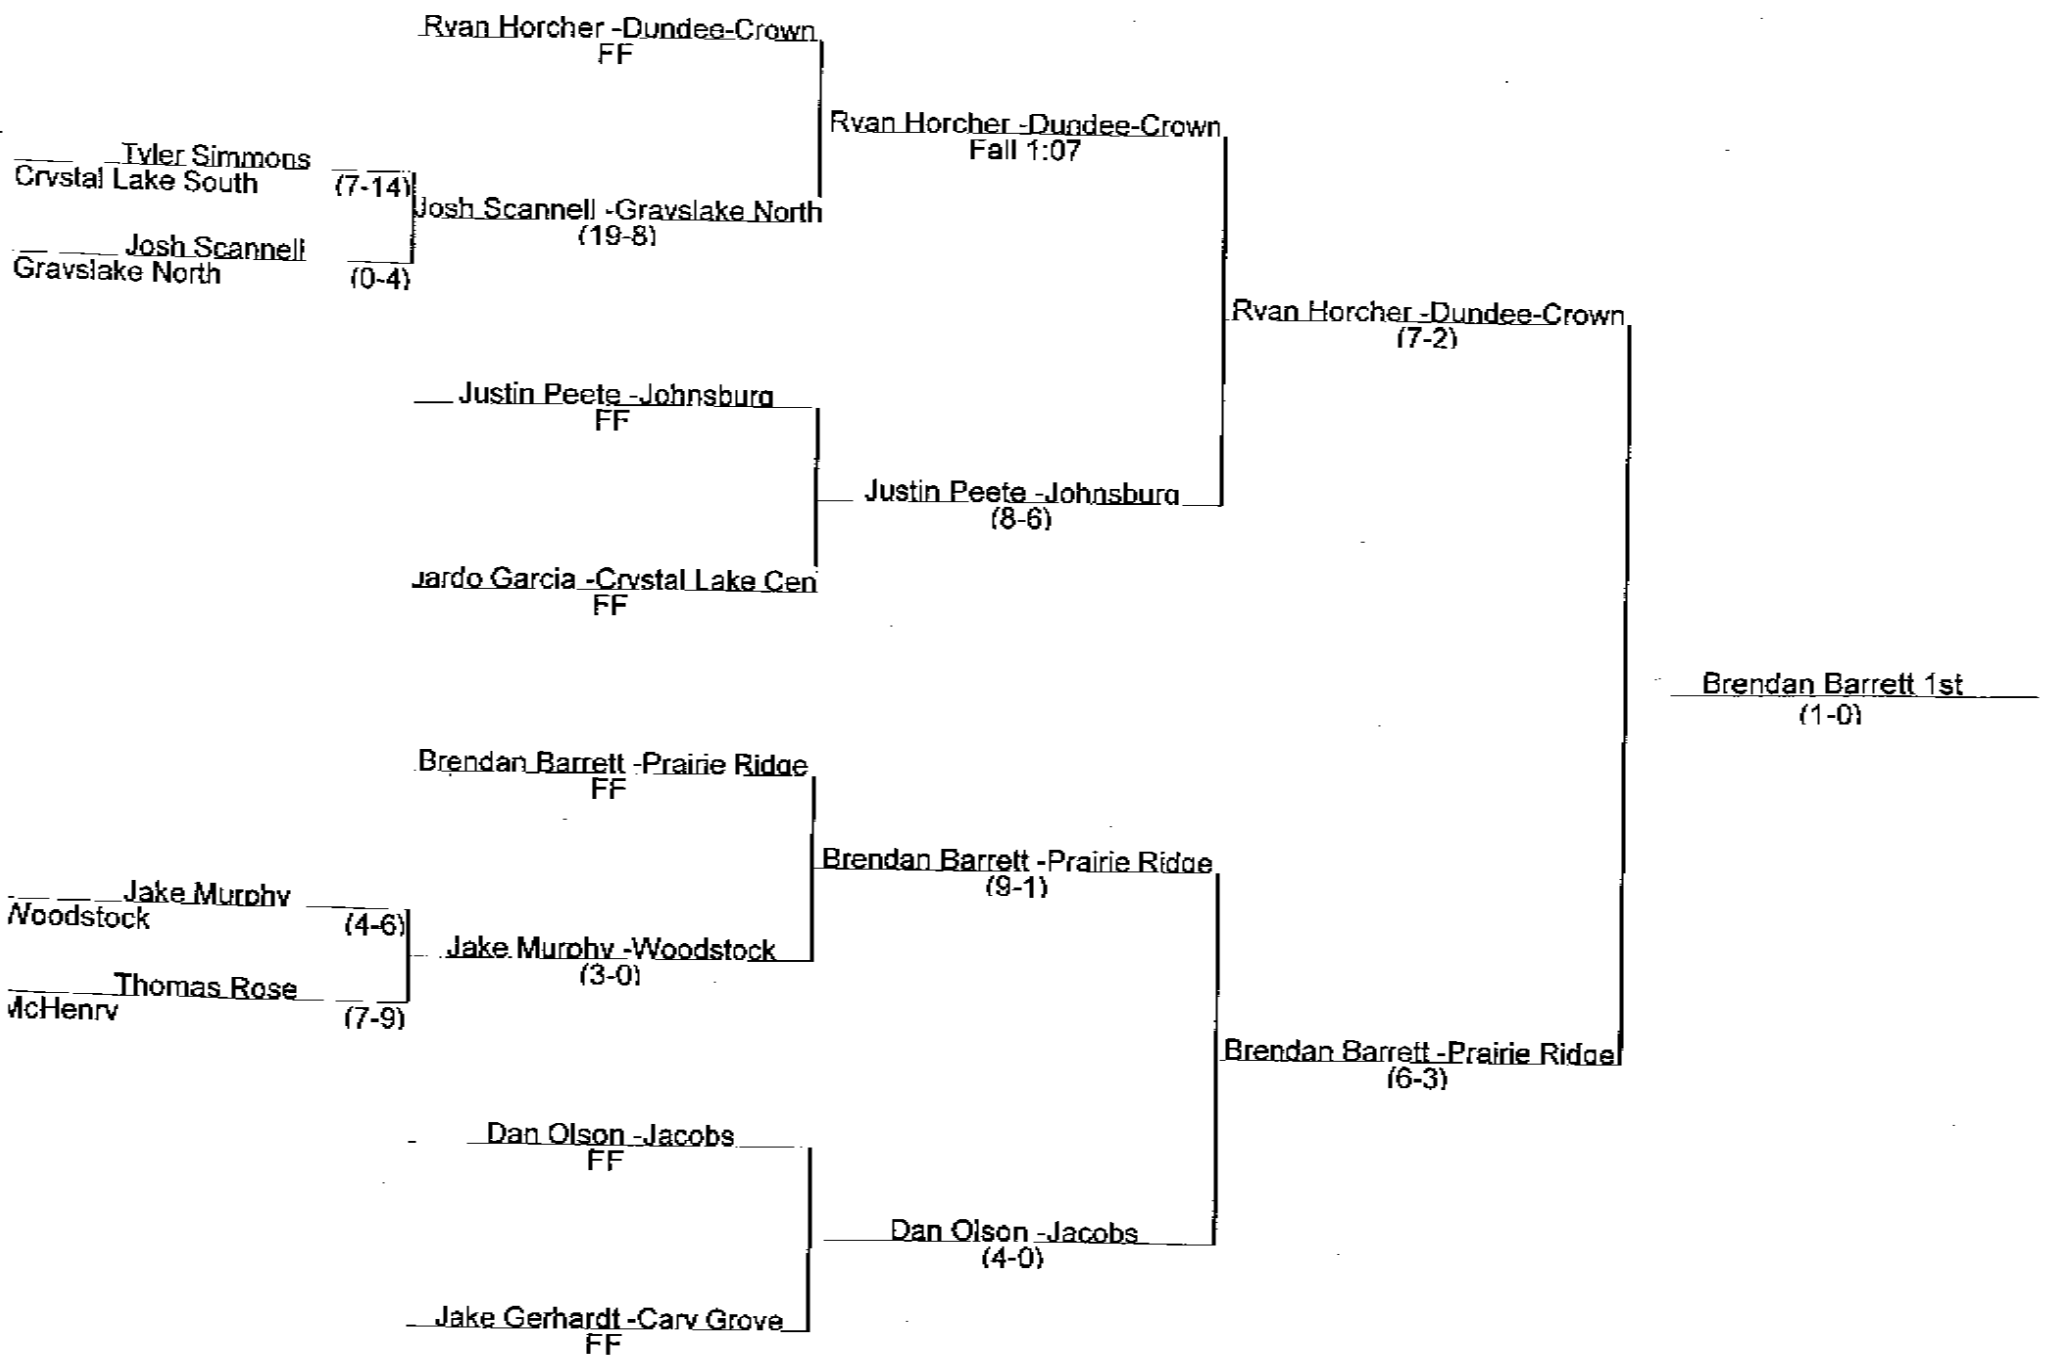 Ryan Horcher -Dundee-Crown
FF
Ryan Horcher -Dundee-Crown
Fall 1:07
Tyler Simmons
Crystal Lake South
(7-14)
Josh Scannell -Grayslake North
(19-8)
Josh Scannell
Grayslake North
(0-4)
Ryan Horcher -Dundee-Crown
(7-2)
Justin Peete -Johnsburg
FF
Justin Peete -Johnsburg
(8-6)
Garcia -Crystal Lake Cen
FF
Brendan Barrett 1st
(1-0)
Brendan Barrett -Prairie Ridge
FF
Brendan Barrett -Prairie Ridge
(9-1)
Jake Murphy
Woodstock
(4-6)
Jake Murphy -Woodstock
(3-0)
Thomas Rose
McHenry
(7-9)
Brendan Barrett -Prairie Ridge
(6-3)
Dan Olson -Jacobs
FF
Dan Olson -Jacobs
(4-0)
Jake Gerhardt -Cary Grove
FF